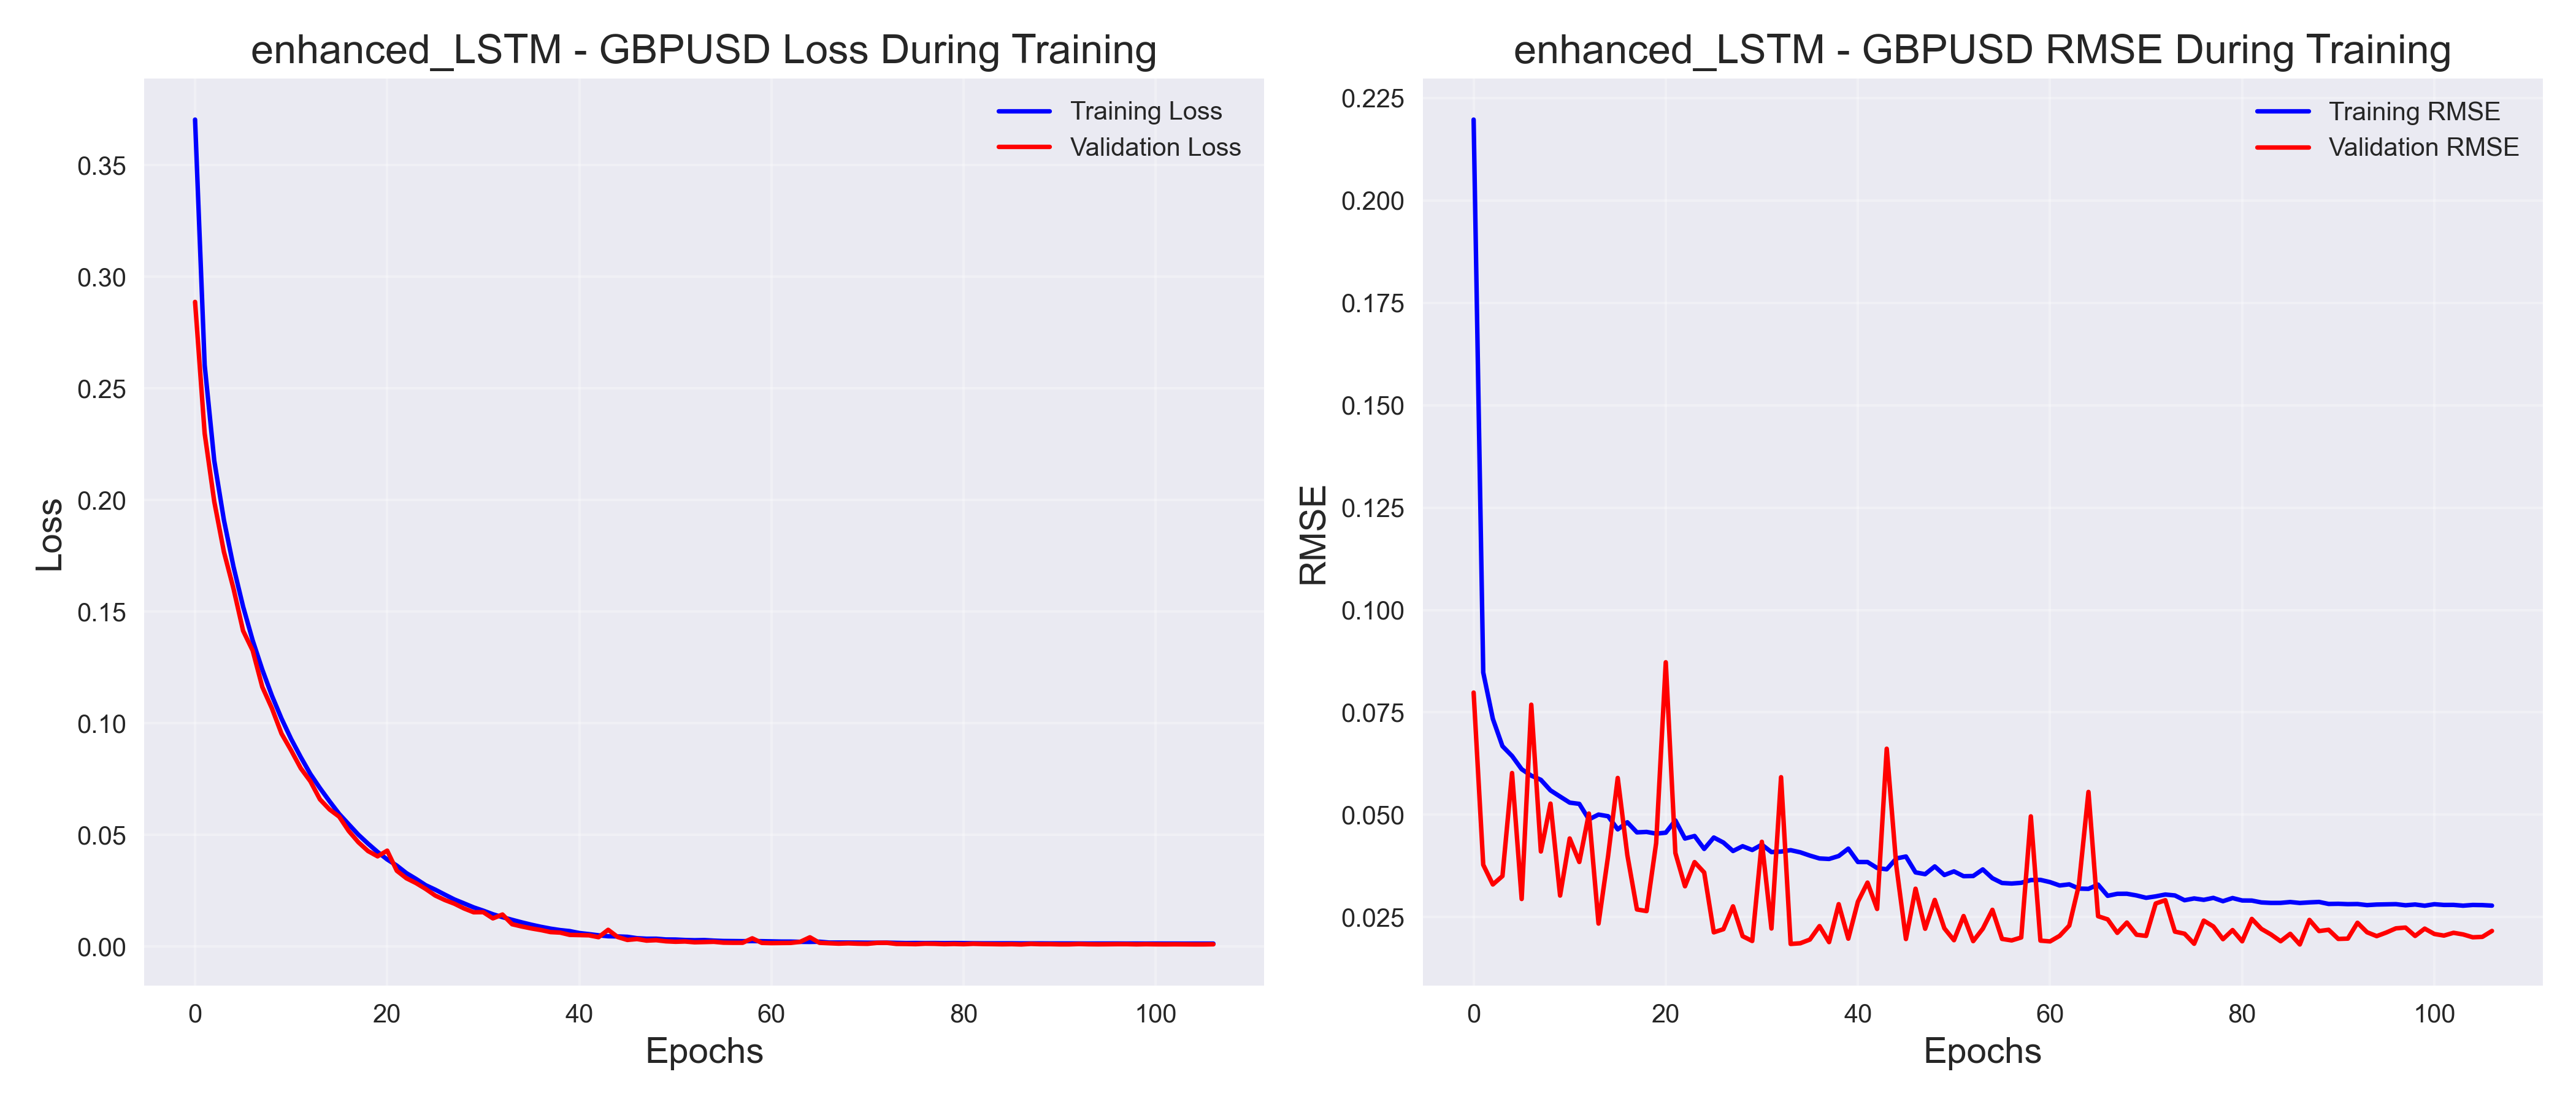 enhanced_LSTM - GBPUSD Loss During Training
Training Loss
Validation Loss
0.35
0.30
0.25
0.20
0.15
0.10
0.05
0.00
Loss
0
20
40
60
80
100
Epochs
enhanced_LSTM - GBPUSD RMSE During Training
Training RMSE
Validation RMSE
0.225
0.200
0.175
0.150
0.125
0.100
0.075
0.050
0.025
RMSE
0
20
40
60
80
100
Epochs